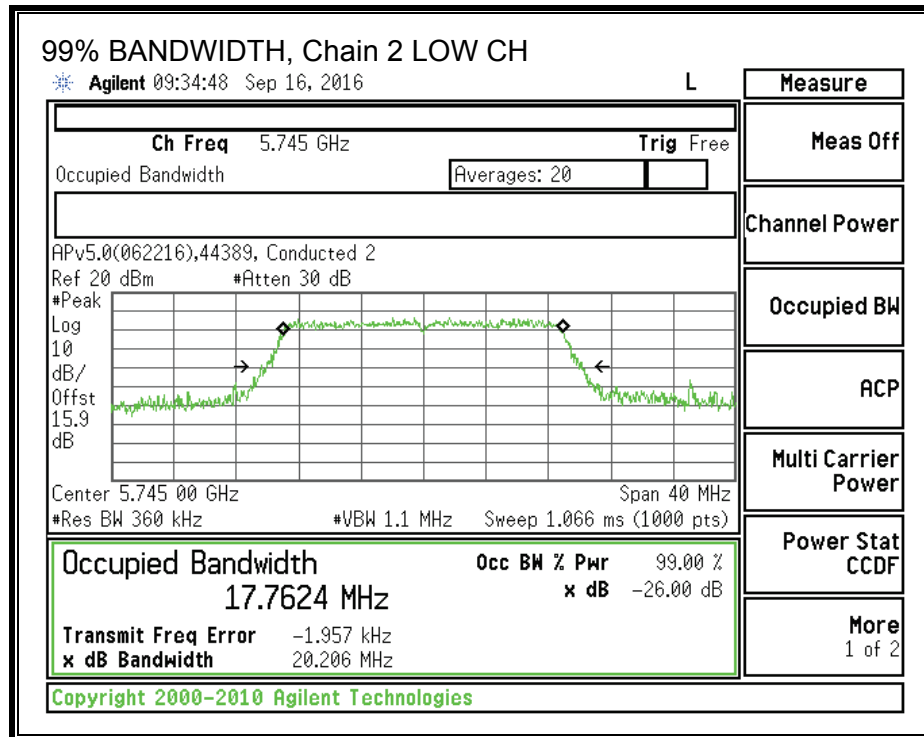 99% BANDWIDTH, Chain 2 LOW CH
Agilent 09:34:48 Sep 16, 2016 L
Measure
Ch Freq 5.745 GHz Trig Free
Occupied Bandwidth Averages: 20
APv5.0(062216),44389, Conducted 2
Ref 20 dBm #Atten 30 dB
#Peak
Log
10
dB/
Offst
15.9
dB
Center 5.745 00 GHz Span 40 MHz
#Res BW 360 kHz #VBW 1.1 MHz Sweep 1.066 ms (1000 pts)
Occupied Bandwidth Occ BW % Pwr 99.00 %
17.7624 MHz x dB -26.00 dB
Transmit Freq Error -1.957 kHz
x dB Bandwidth 20.206 MHz
Copyright 2000-2010 Agilent Technologies
Meas Off
Channel Power
Occupied BW
ACP
Multi Carrier
Power
Power Stat
CCDF
More
1 of 2